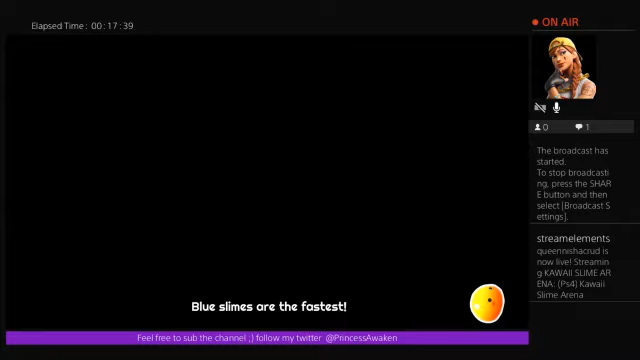 Elapsed Time : 00 : 17 : 39
ON AIR
0
1
The broadcast has
started.
To stop broadcasti
ng, press the SHAR
E button and then
select [Broadcast S
ettings].
streamelements
queennishacrud is
now live! Streamin
g KAWAII SLIME AR
ENA: (Ps4) Kawaii
Slime Arena
Blue slimes are the fastest!
Feel free to sub the channel ;) follow my twitter @PrincessAwaken